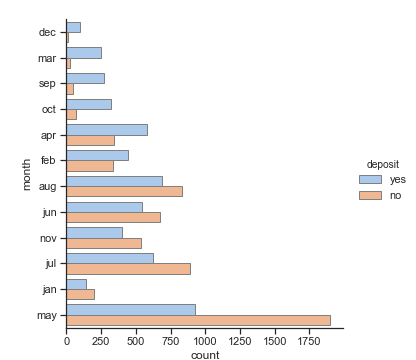 dec
mar
sep
oct
apr
feb
aug
jun
nov
jul
jan
may
month
0 250 500 750 1000 1250 1500 1750
count
deposit
yes
no